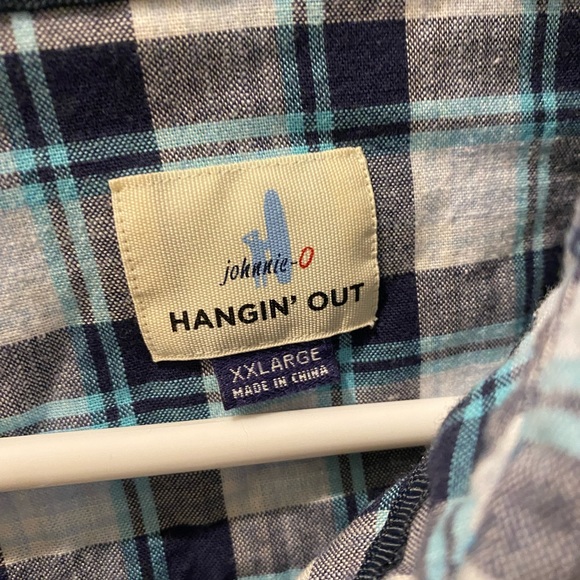 johnnie-O
HANGIN' OUT
XXLARGE
MADE IN CHINA